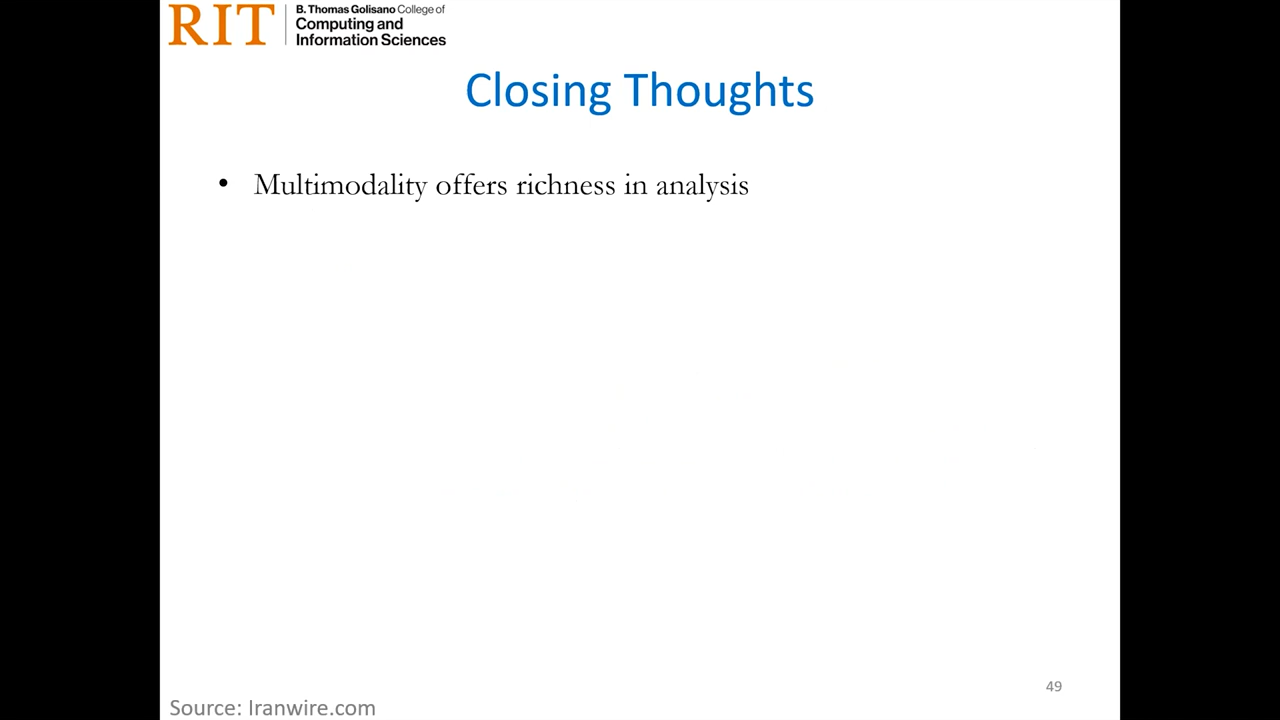 RIT
B. Thomas Golisano College of
Computing and
Information Sciences
Closing Thoughts
• Multimodality offers richness in analysis
49
Source: Iranwire.com